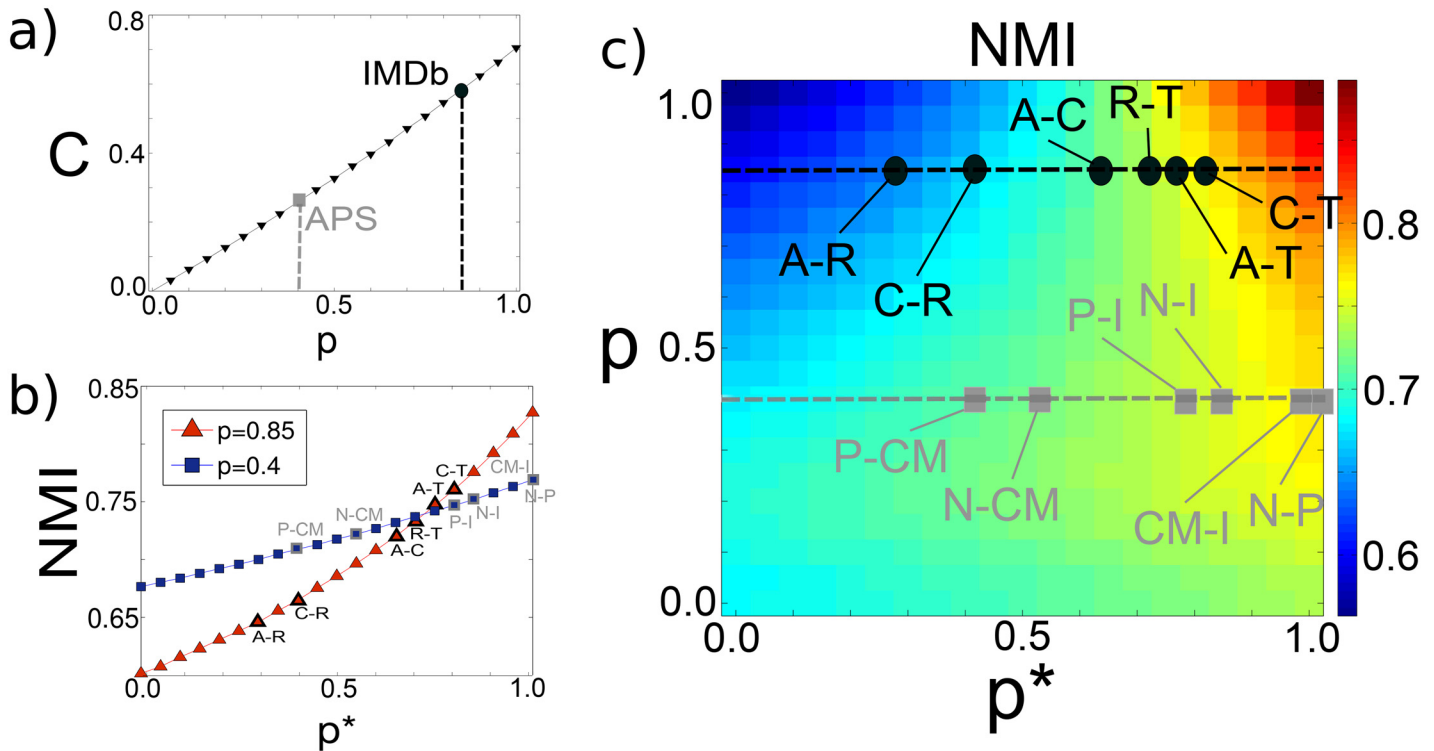 a)
0.8
0.4
0.0
C
IMDb
APS
0.5
1.0
p
b)
0.85
0.75
0.65
NMI
p=0.85
p=0.4
C-T
CM-I
A-T
N-P
N-CM
P-CM
N-I
P-I
R-T
A-C
C-R
A-R
0.0
0.5
1.0
p*
c)
NMI
1.0
0.5
0.0
p
R-T
A-C
C-T
A-R
A-T
C-R
N-I
P-I
P-CM
N-CM
N-P
CM-I
0.0
0.5
1.0
p*
0.8
0.7
0.6